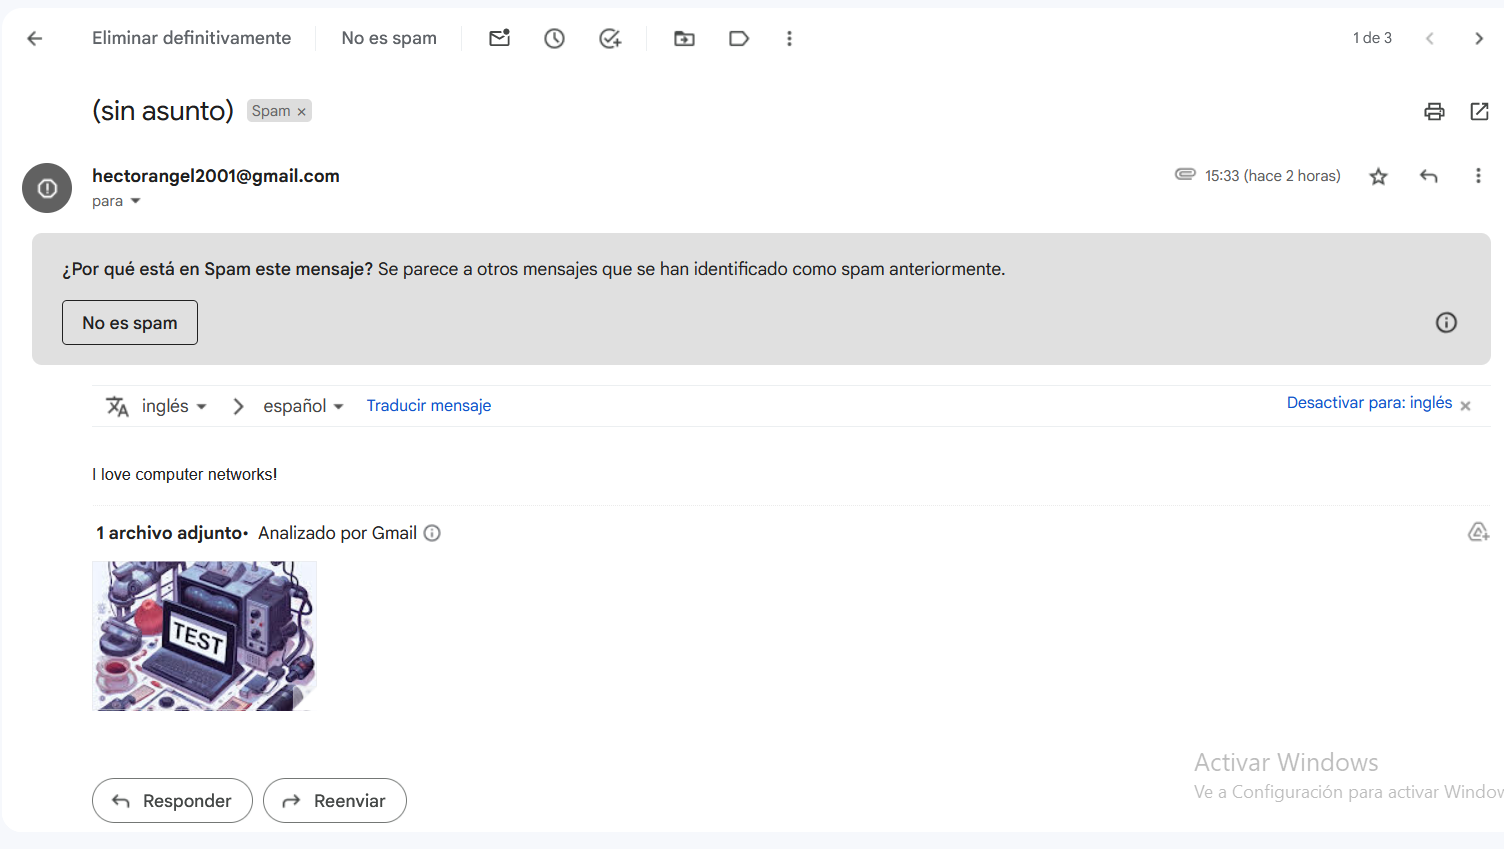 Eliminar definitivamente
No es spam
1 de 3
(sin asunto)
Spam ×
hectorangel2001@gmail.com
15:33 (hace 2 horas)
para
¿Por qué está en Spam este mensaje? Se parece a otros mensajes que se han identificado como spam anteriormente.
No es spam
inglés
español
Traducir mensaje
Desactivar para: inglés ×
I love computer networks!
1 archivo adjunto• Analizado por Gmail
TEST
Activar Windows
Ve a Configuración para activar Window
Responder
Reenviar